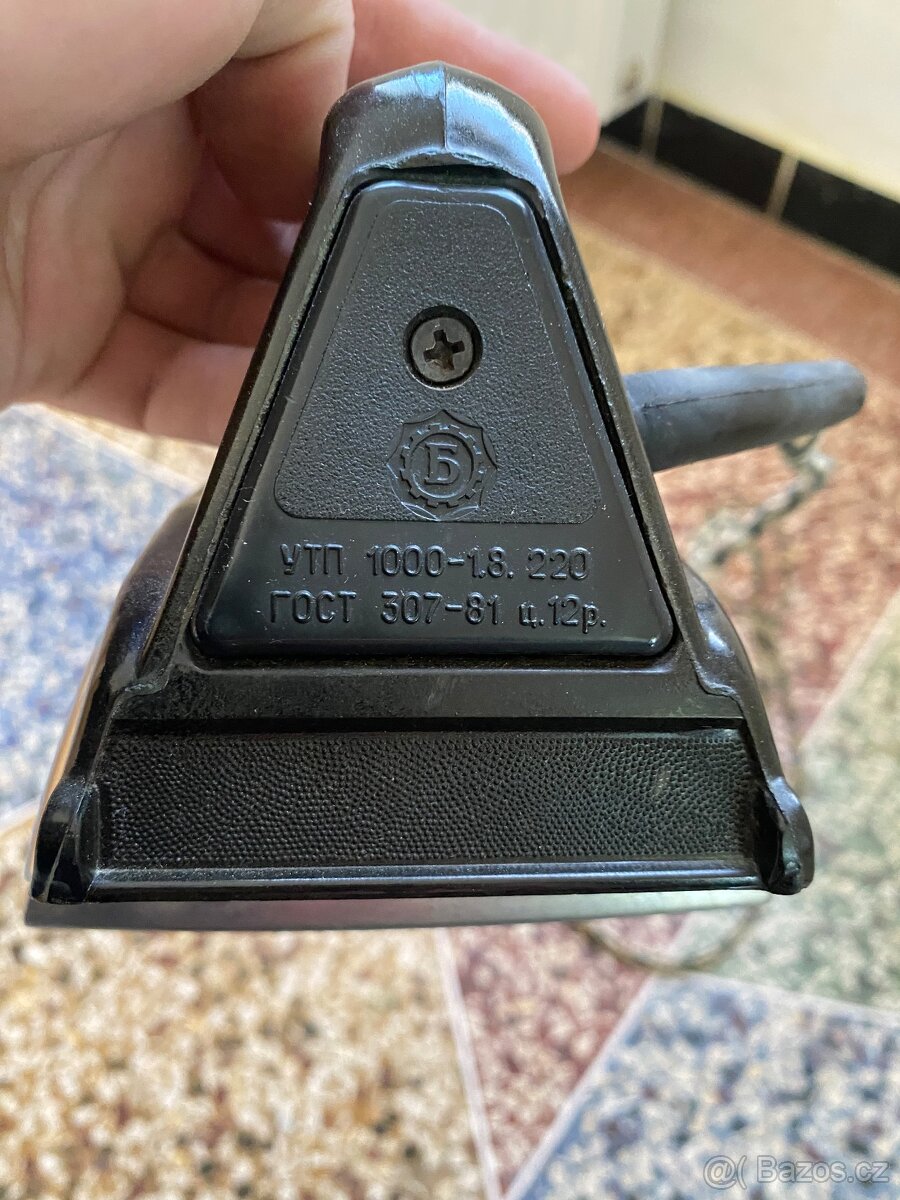 Б
УТП 1000-1.8. 220
ГОСТ 307-81 ц.12р.
@( Bazos.cz